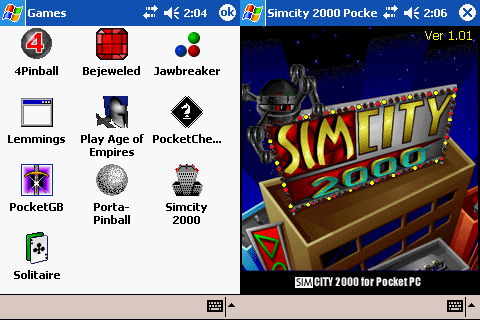 Games
2:04
ok
4Pinball
Bejeweled
Jawbreaker
Lemmings
Play Age of
Empires
PocketChe...
PocketGB
Porta-
Pinball
Simcity
2000
Solitaire
Simcity 2000 Pocke
2:06
Ver 1.01
SIMCITY
2000
SIMCITY 2000 for Pocket PC